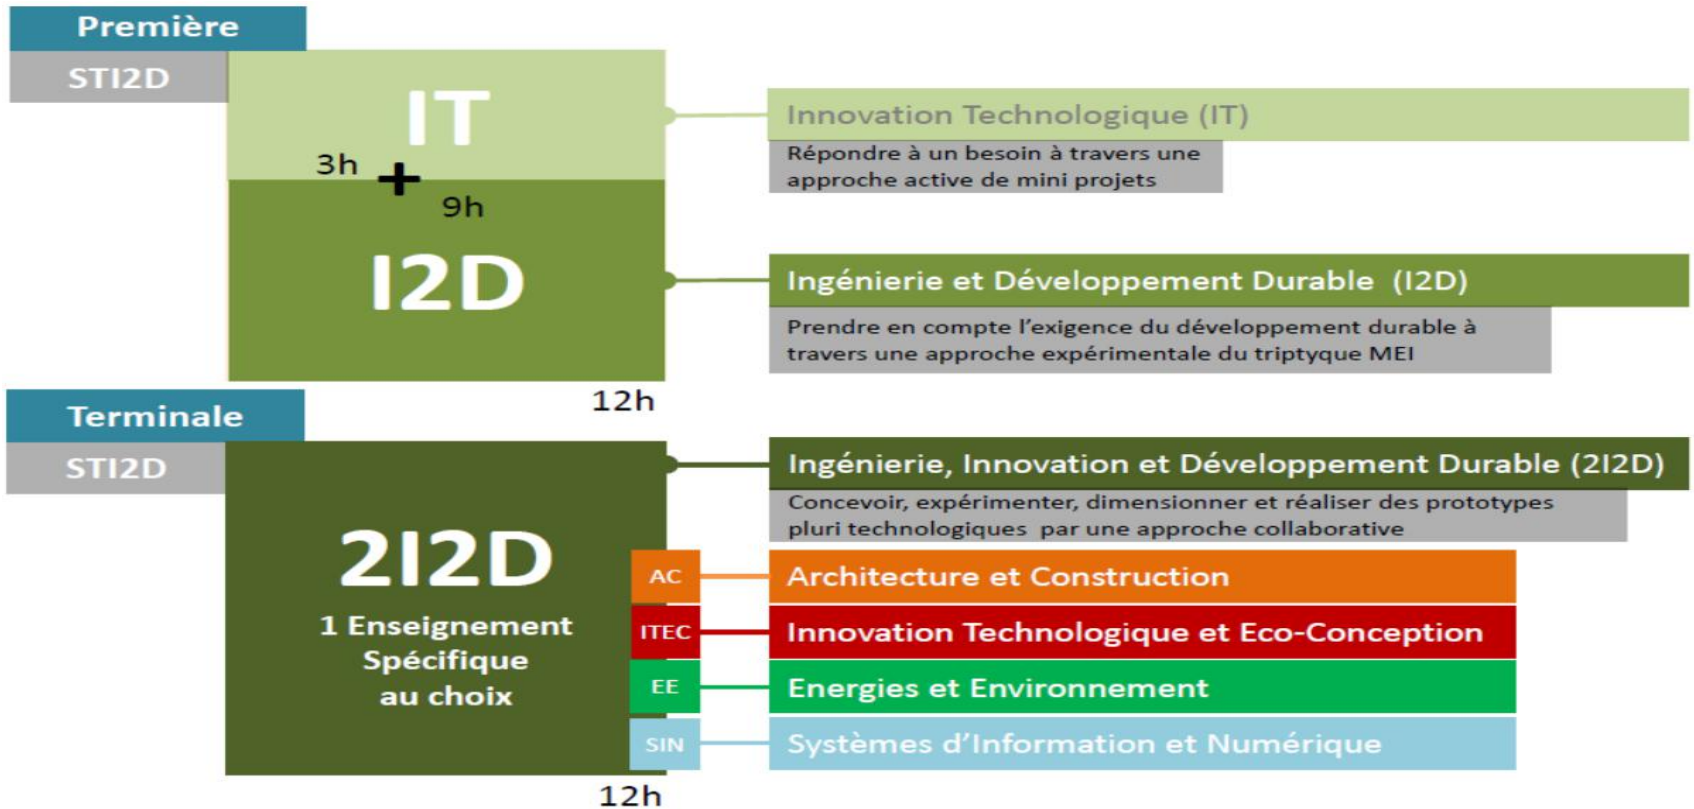 Première
STI2D
IT
3h
+
9h
I2D
12h
Innovation Technologique (IT)
Répondre à un besoin à travers une
approche active de mini projets
Ingénierie et Développement Durable (I2D)
Prendre en compte l’exigence du développement durable à
travers une approche expérimentale du triptyque MEI
Terminale
STI2D
2I2D
1 Enseignement
Spécifique
au choix
12h
Ingénierie, Innovation et Développement Durable (2I2D)
Concevoir, expérimenter, dimensionner et réaliser des prototypes
pluri technologiques par une approche collaborative
AC Architecture et Construction
ITEC Innovation Technologique et Eco-Conception
EE Energies et Environnement
SIN Systèmes d’Information et Numérique